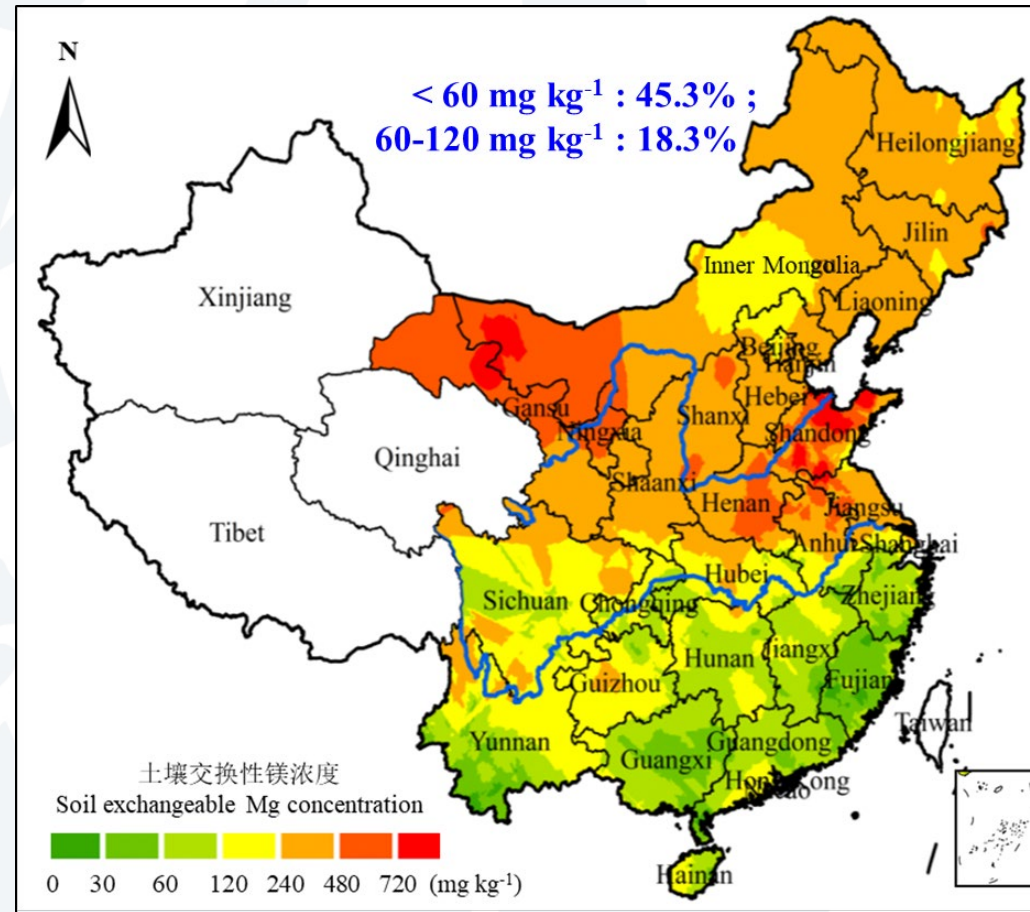 N
< 60 mg kg⁻¹ : 45.3% ;
60-120 mg kg⁻¹ : 18.3%
Heilongjiang
Jilin
Inner Mongolia
Liaoning
Xinjiang
Beijing
Tianjin
Hebei
Gansu
Shanxi
Shandong
Ningxia
Qinghai
Shaanxi
Henan
Jiangsu
Tibet
Anhui
Shanghai
Hubei
Sichuan
Chongqing
Zhejiang
Hunan
Jiangxi
Guizhou
Fujian
Taiwan
Yunnan
Guangxi
Guangdong
Hong Kong
Hainan
土壤交换性镁浓度
Soil exchangeable Mg concentration
0 30 60 120 240 480 720 (mg kg⁻¹)